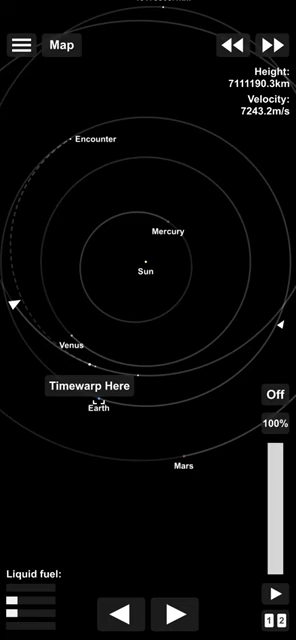 Map
Height:
7111190.3km
Velocity:
7243.2m/s
Encounter
Mercury
Sun
Venus
Timewarp Here
Earth
Off
100%
Mars
Liquid fuel:
1 2